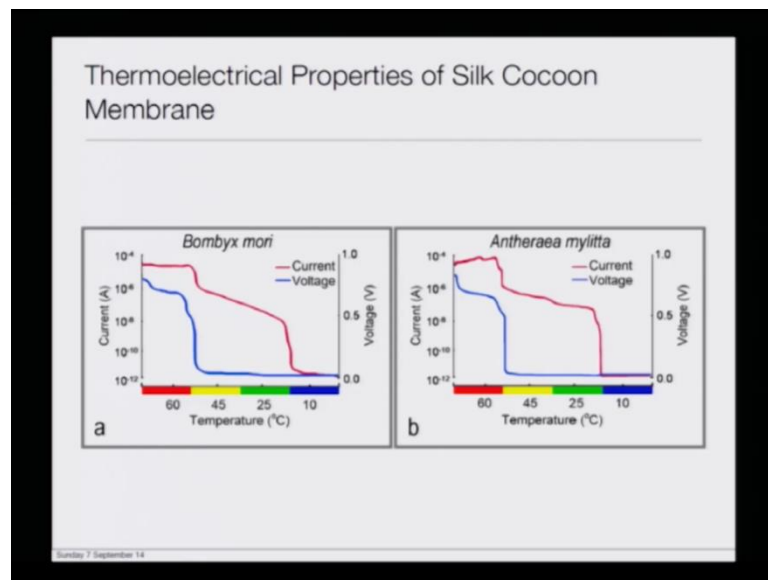 Thermoelectrical Properties of Silk Cocoon
Membrane
Bombyx mori
10⁻⁴
10⁻⁶
10⁻⁸
10⁻¹⁰
10⁻¹²
Current (A)
Current
Voltage
1.0
0.5
0.0
Voltage (V)
60 45 25 10
Temperature (°C)
a
Antheraea mylitta
10⁻⁴
10⁻⁶
10⁻⁸
10⁻¹⁰
10⁻¹²
Current (A)
Current
Voltage
1.0
0.5
0.0
Voltage (V)
60 45 25 10
Temperature (°C)
b
Sunday 7 September 14